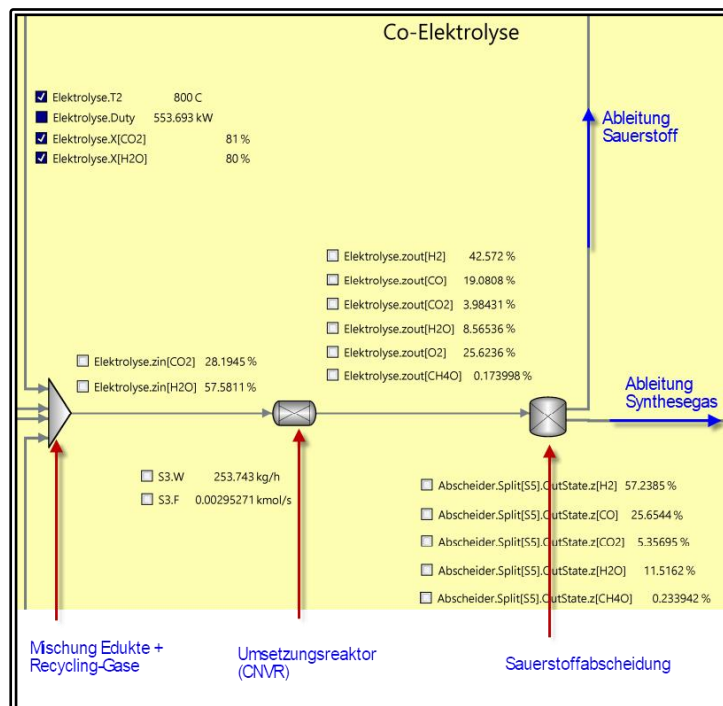 Co-Elektrolyse
Elektrolyse.T2 800 C
Elektrolyse.Duty 553.693 kW
Elektrolyse.X[CO2] 81 %
Elektrolyse.X[H2O] 80 %
Ableitung
Sauerstoff
Elektrolyse.zout[H2] 42.572 %
Elektrolyse.zout[CO] 19.0808 %
Elektrolyse.zout[CO2] 3.98431 %
Elektrolyse.zout[H2O] 8.56536 %
Elektrolyse.zout[O2] 25.6236 %
Elektrolyse.zout[CH4O] 0.173998 %
Elektrolyse.zin[CO2] 28.1945 %
Elektrolyse.zin[H2O] 57.5811 %
Ableitung
Synthesegas
S3.W 253.743 kg/h
S3.F 0.00295271 kmol/s
Abscheider.Split[S5].OutState.z[H2] 57.2385 %
Abscheider.Split[S5].OutState.z[CO] 25.6544 %
Abscheider.Split[S5].OutState.z[CO2] 5.35695 %
Abscheider.Split[S5].OutState.z[H2O] 11.5162 %
Abscheider.Split[S5].OutState.z[CH4O] 0.233942 %
Mischung Edukte +
Recycling-Gase
Umsetzungsreaktor
(CNVR)
Sauerstoffabscheidung